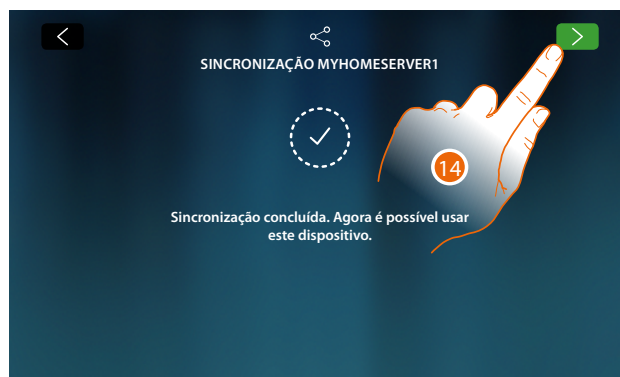 SINCRONIZAÇÃO MYHOMESERVER1
14
Sincronização concluída. Agora é possível usar
este dispositivo.